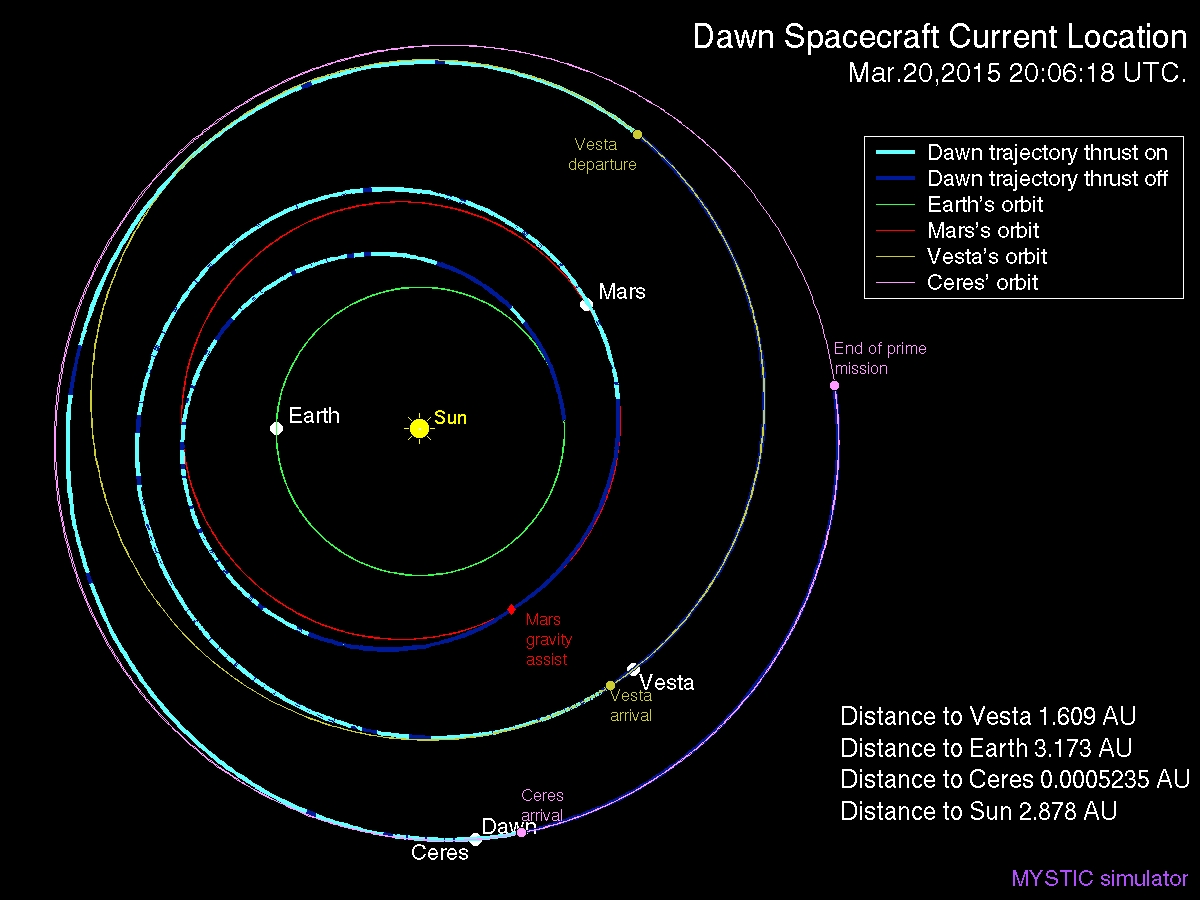 Dawn Spacecraft Current Location
Mar.20,2015 20:06:18 UTC.
Dawn trajectory thrust on
Dawn trajectory thrust off
Earth's orbit
Mars's orbit
Vesta's orbit
Ceres' orbit
Vesta
departure
Mars
End of prime
mission
Earth
Sun
Mars
gravity
assist
Vesta
Vesta
arrival
Distance to Vesta 1.609 AU
Distance to Earth 3.173 AU
Distance to Ceres 0.0005235 AU
Distance to Sun 2.878 AU
Ceres
arrival
Dawn
Ceres
MYSTIC simulator